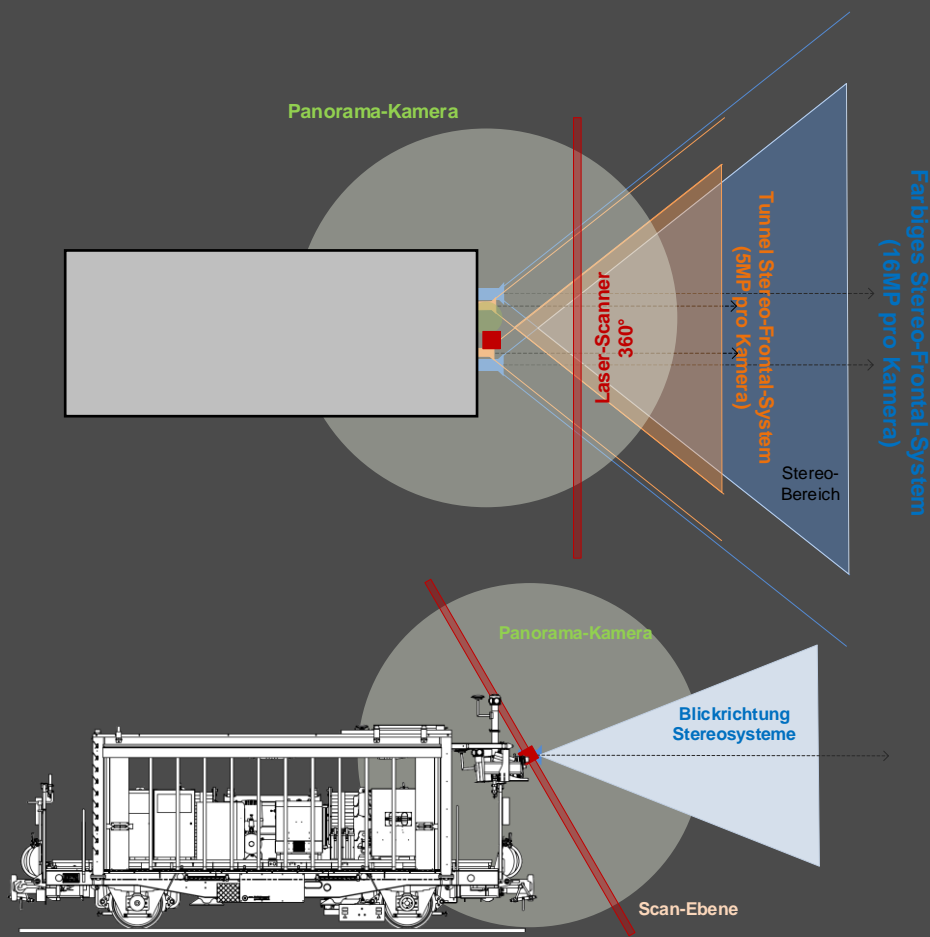 Panorama-Kamera
Laser-Scanner
360°
Tunnel Stereo-Frontal-System
(5MP pro Kamera)
Farbiges Stereo-Frontal-System
(16MP pro Kamera)
Stereo-
Bereich
Panorama-Kamera
Blickrichtung
Stereosysteme
Scan-Ebene